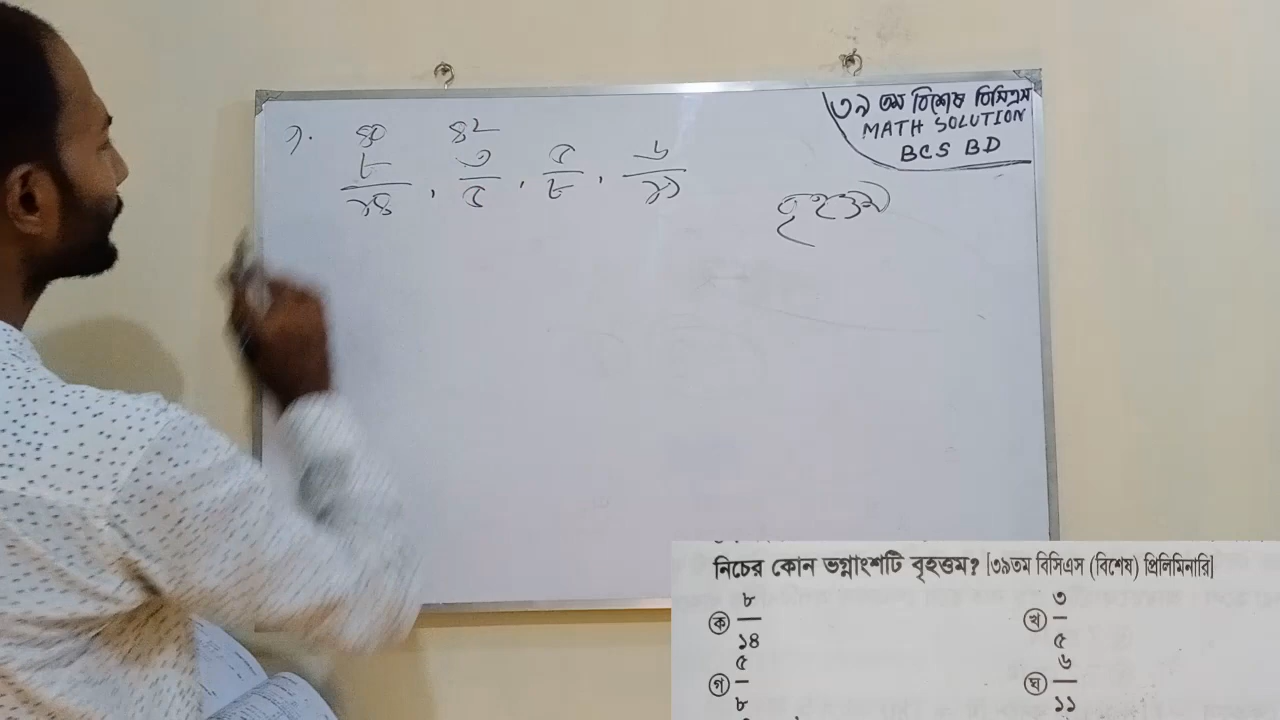 ৩৯ তম বিশেষ বিসিএস
MATH SOLUTION
BCS BD
১.
৪০ ৪২
৮ ৩ ৫ ৬
১৪ , ৫ , ৮ , ১১
বৃহত্তম
নিচের কোন ভগ্নাংশটি বৃহত্তম? [৩৯তম বিসিএস (বিশেষ) প্রিলিমিনারি]
ক ৮/১৪ খ ৩/৫
গ ৫/৮ ঘ ৬/১১